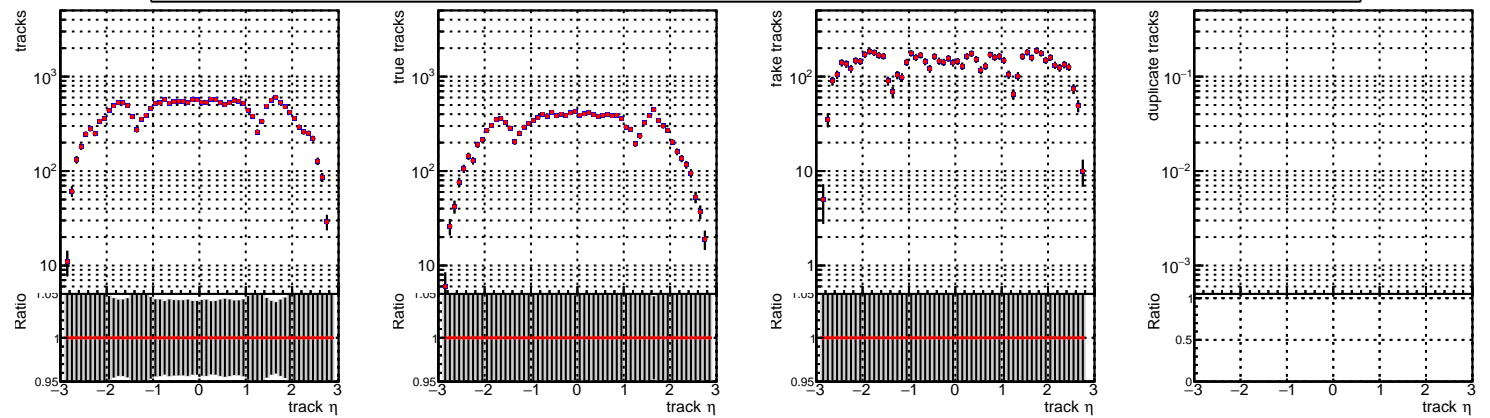 tracks
10³
10²
10
Ratio
1.05
1
0.95
−3 −2 −1 0 1 2 3
track η
true tracks
10³
10²
10
Ratio
1.05
1
0.95
−3 −2 −1 0 1 2 3
track η
fake tracks
10²
10
1
Ratio
1.05
1
0.95
−3 −2 −1 0 1 2 3
track η
duplicate tracks
10⁻¹
10⁻²
10⁻³
Ratio
1
0.5
0
−3 −2 −1 0 1 2 3
track η